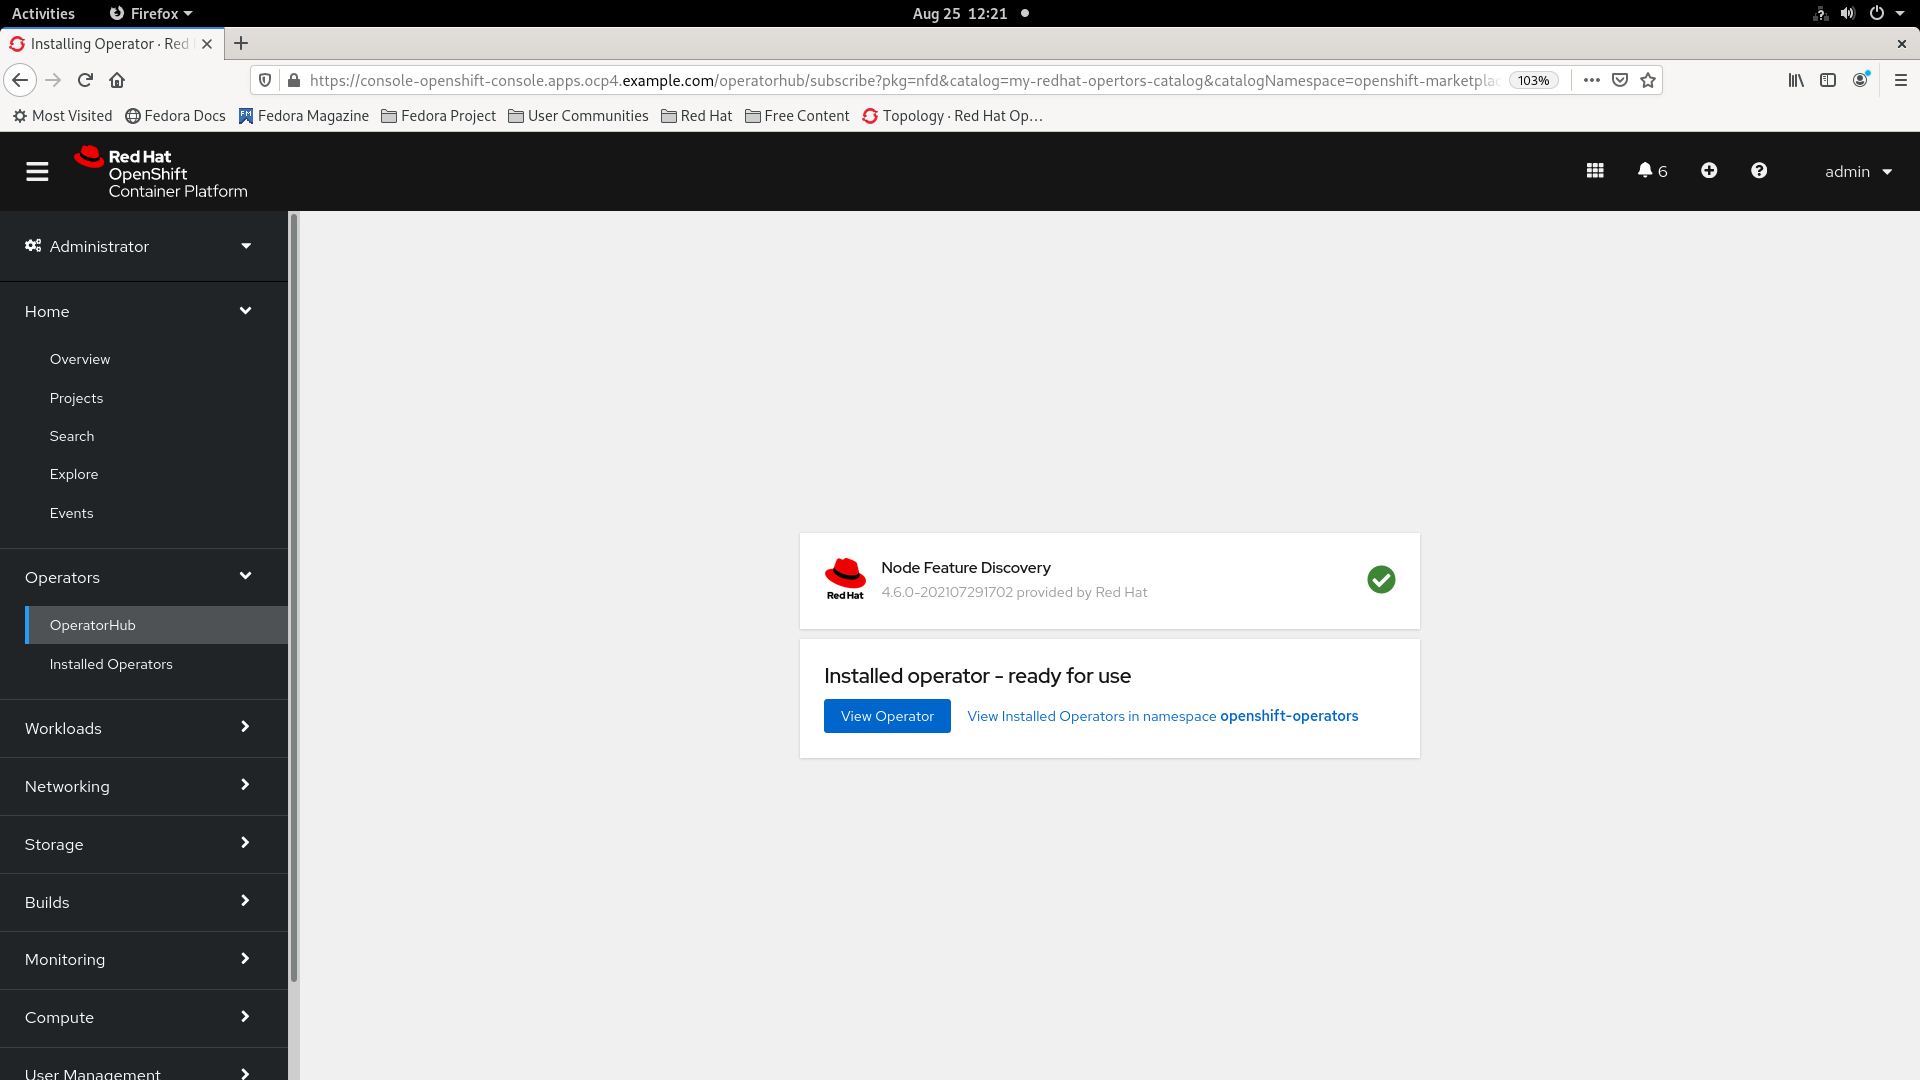 Activities
Firefox
Aug 25 12:21
Installing Operator · Red
https://console-openshift-console.apps.ocp4.example.com/operatorhub/subscribe?pkg=nfd&catalog=my-redhat-opertors-catalog&catalogNamespace=openshift-marketpla
103%
Most Visited
Fedora Docs
Fedora Magazine
Fedora Project
User Communities
Red Hat
Free Content
Topology · Red Hat Op…
Red Hat
OpenShift
Container Platform
6
admin
Administrator
Home
Overview
Projects
Search
Explore
Events
Operators
OperatorHub
Installed Operators
Workloads
Networking
Storage
Builds
Monitoring
Compute
User Management
Red Hat
Node Feature Discovery
4.6.0-202107291702 provided by Red Hat
Installed operator - ready for use
View Operator
View Installed Operators in namespace openshift-operators